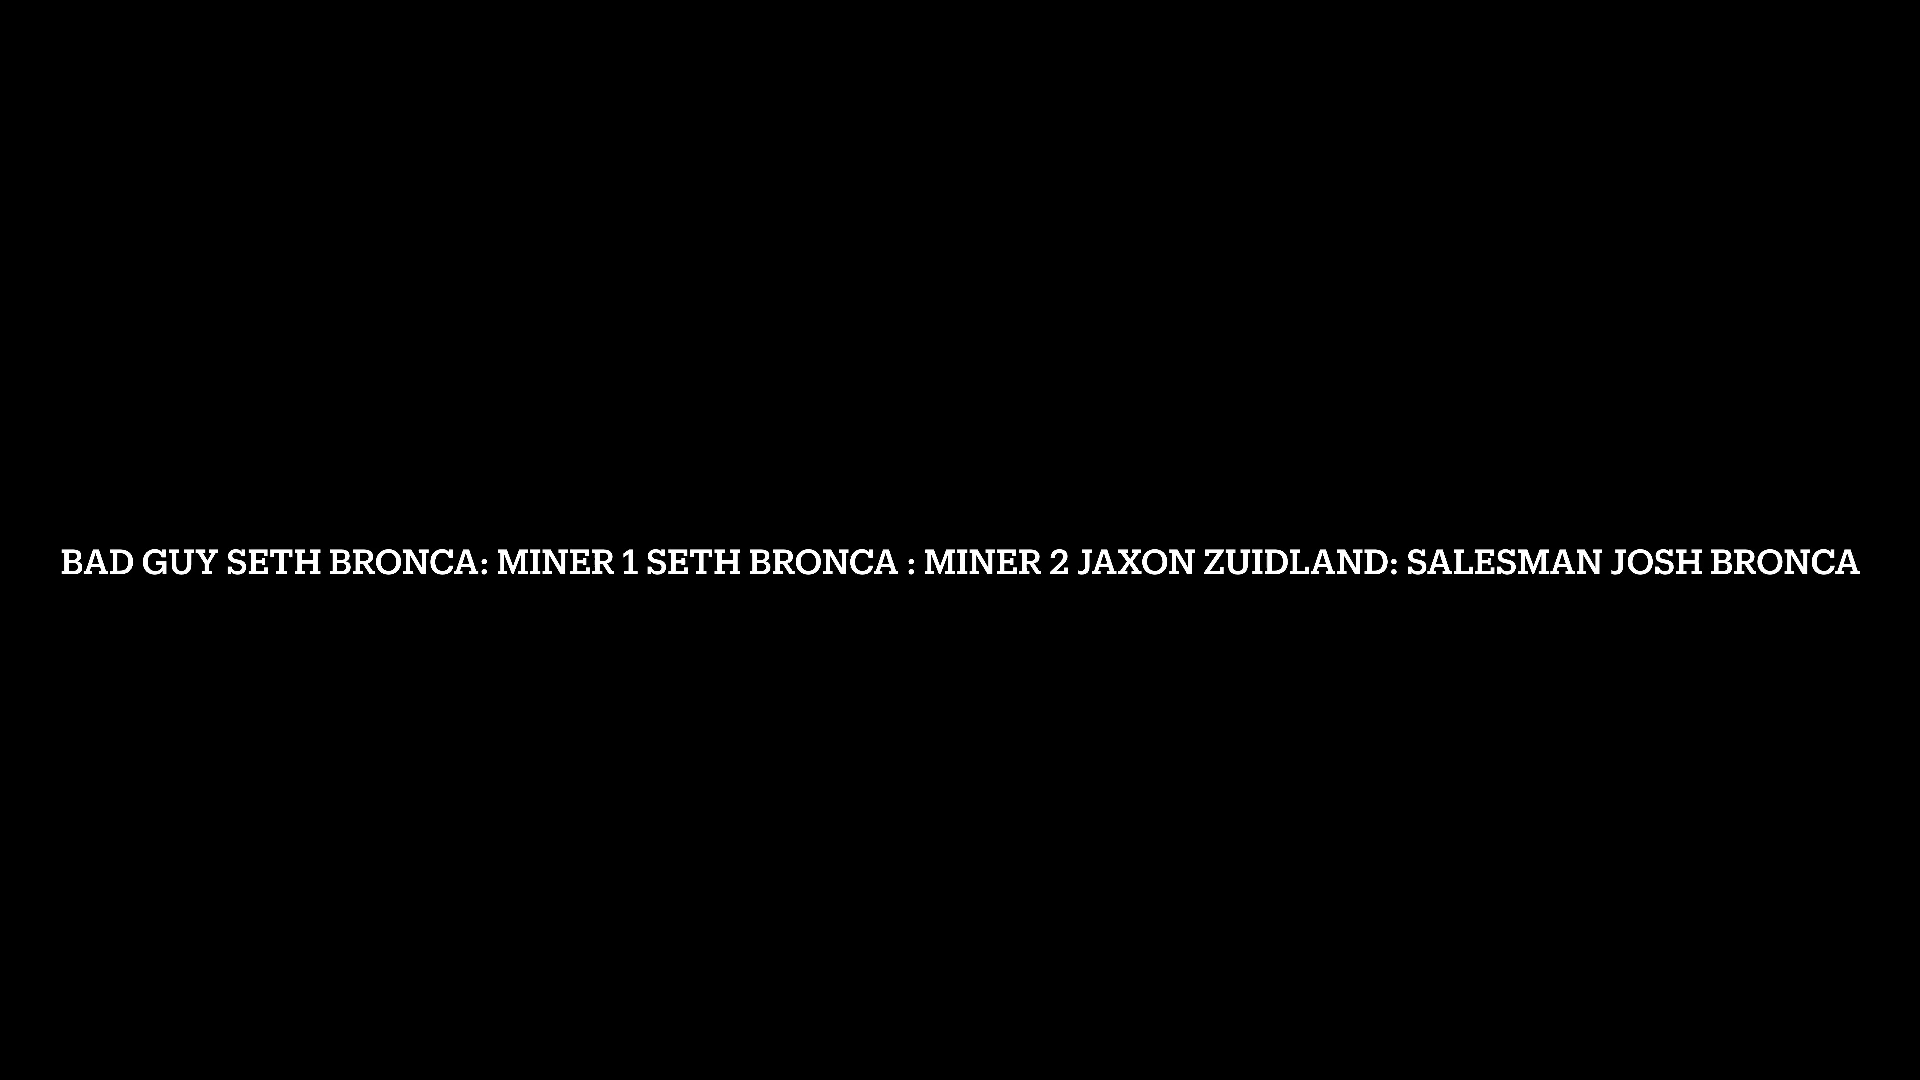 BAD GUY SETH BRONCA: MINER 1 SETH BRONCA : MINER 2 JAXON ZUIDLAND: SALESMAN JOSH BRONCA